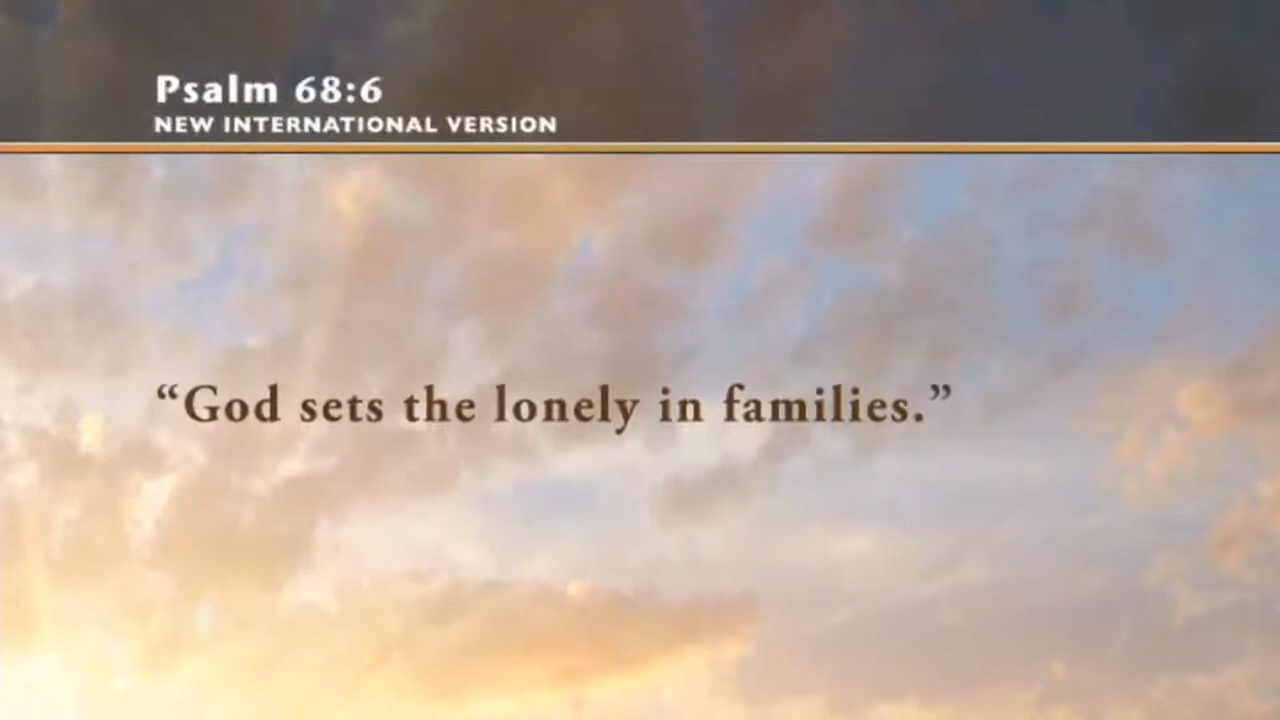 Psalm 68:6
NEW INTERNATIONAL VERSION
“God sets the lonely in families.”